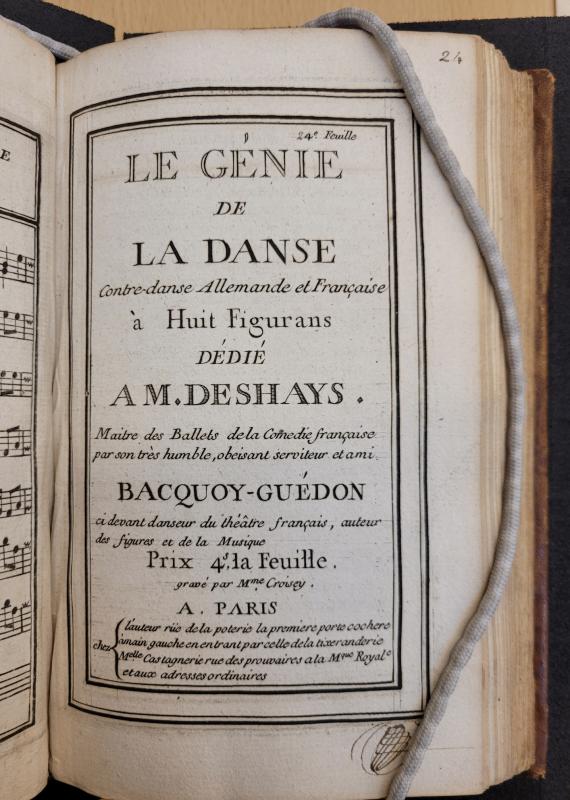 24
24.e Feuille
LE GÉNIE
DE
LA DANSE
Contre-danse Allemande et Française
à Huit Figurans
DÉDIÉ
A M. DESHAYS .
Maitre des Ballets de la Comedie française
par son très humble, obeisant serviteur et ami.
BACQUOY-GUÉDON
ci devant danseur du théâtre français, auteur
des figures et de la Musique
Prix 4.s la Feuille .
gravé par Mme Croisey .
A. PARIS
chez
l'auteur rüe de la poterie la premiere porte cochere
amain gauche en entrant par celle de la tixeranderie
Melle Castagnerie rue des prouvaires a la Mque Royale
et aux adresses ordinaires
E